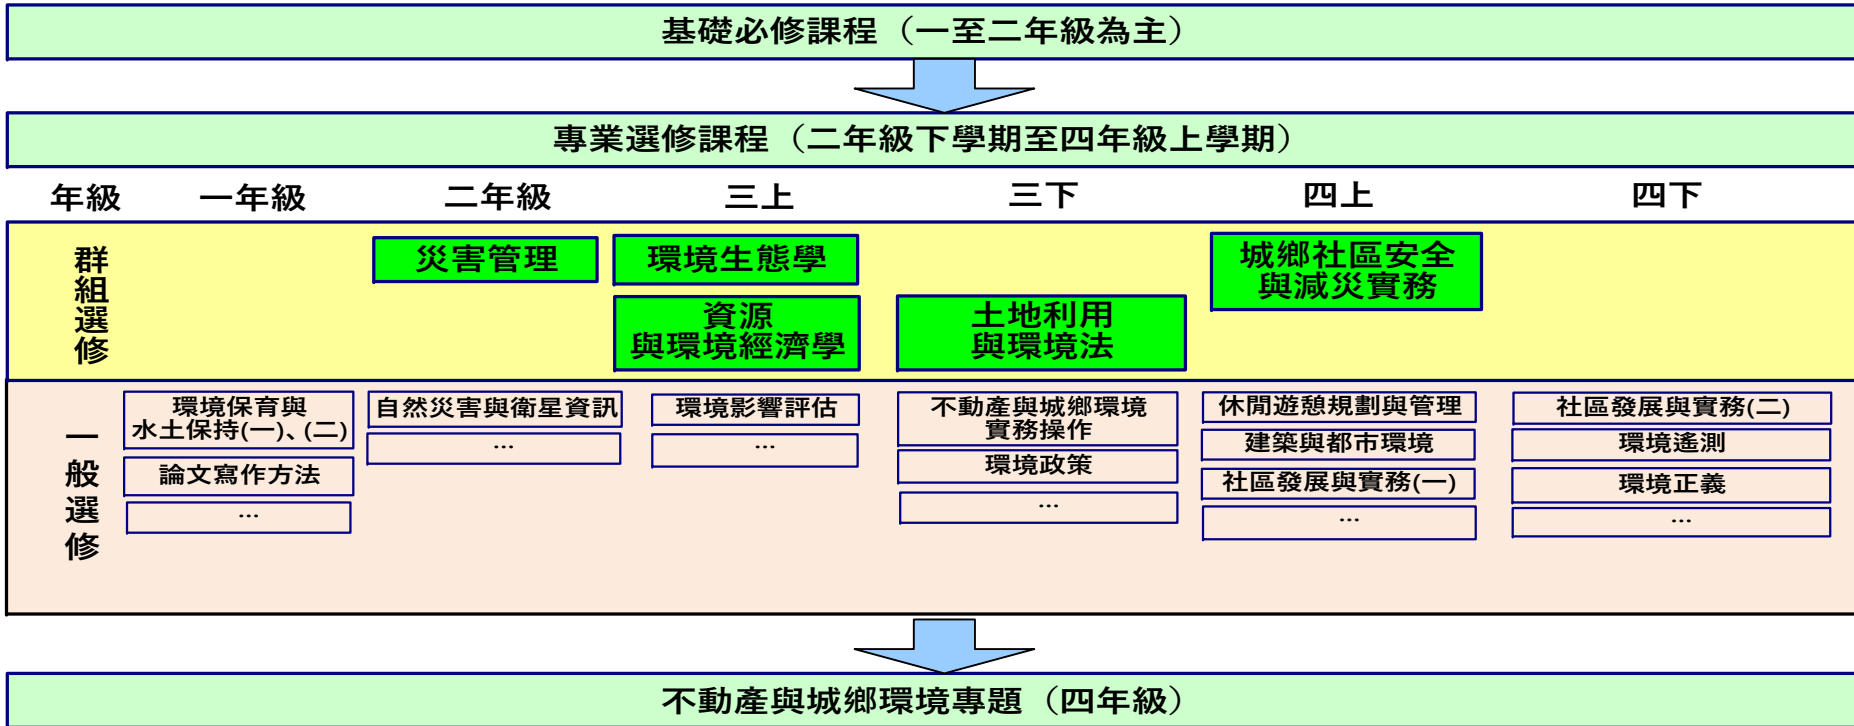 基礎必修課程（一至二年級為主）
專業選修課程（二年級下學期至四年級上學期）
年級 一年級 二年級 三上 三下 四上 四下
群組選修
災害管理
環境生態學
資源
與環境經濟學
土地利用
與環境法
城鄉社區安全
與減災實務
一般選修
環境保育與
水土保持(一)、(二)
論文寫作方法
…
自然災害與衛星資訊
…
環境影響評估
…
不動產與城鄉環境
實務操作
環境政策
…
休閒遊憩規劃與管理
建築與都市環境
社區發展與實務(一)
…
社區發展與實務(二)
環境遙測
環境正義
…
不動產與城鄉環境專題（四年級）